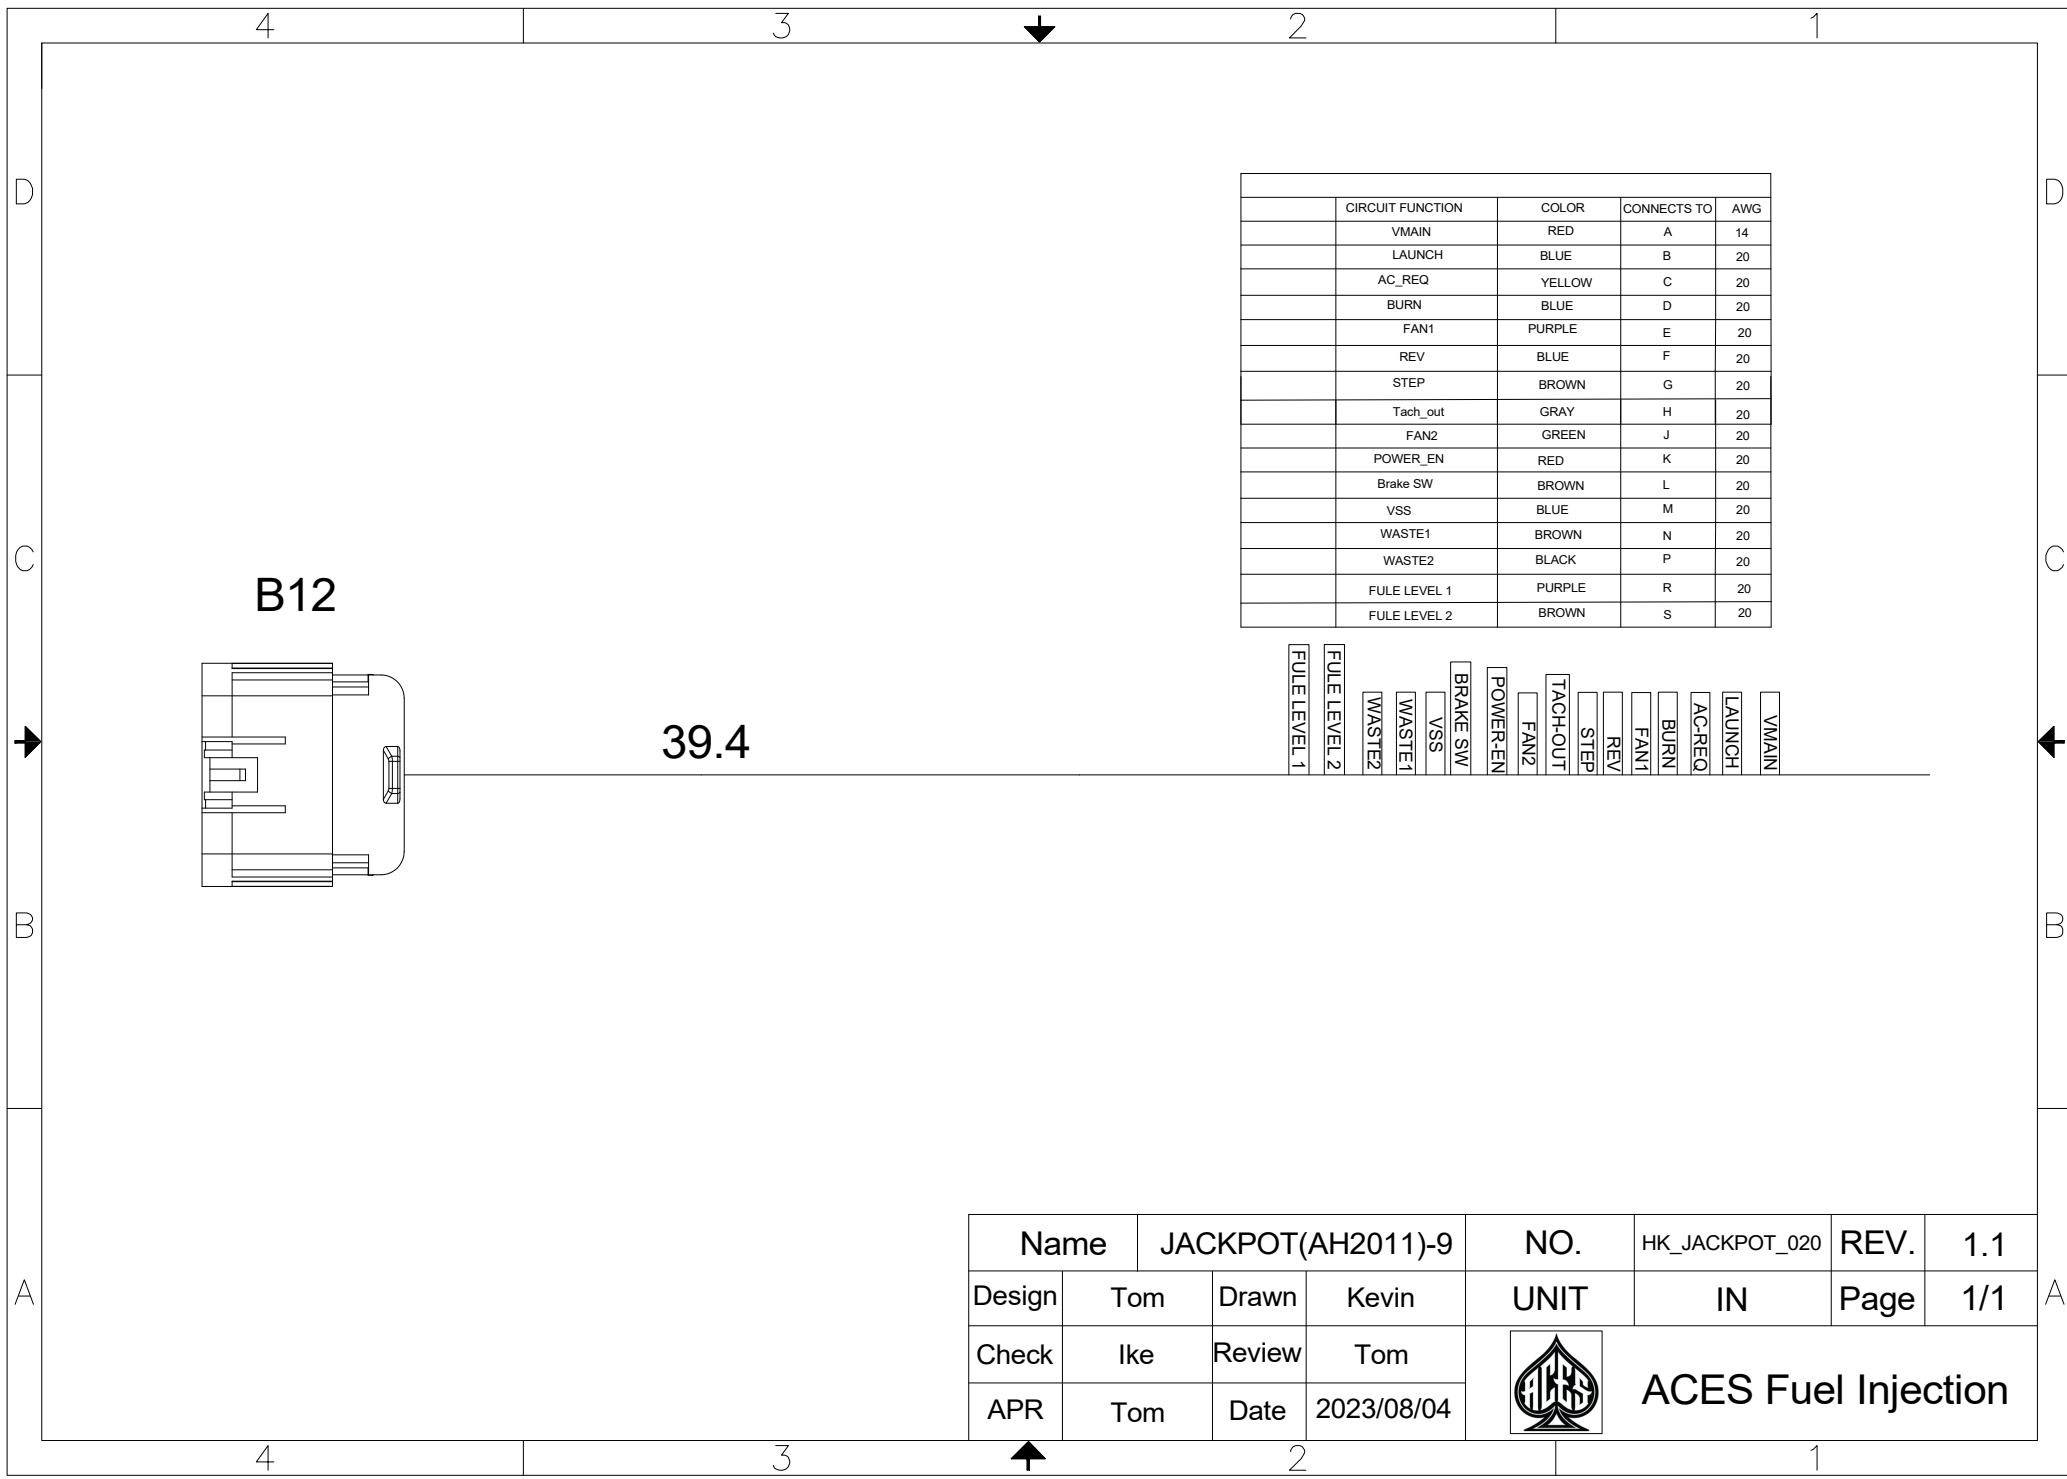 4 3 2 1
D D
CIRCUIT FUNCTION COLOR CONNECTS TO AWG
VMAIN RED A 14
LAUNCH BLUE B 20
AC_REQ YELLOW C 20
BURN BLUE D 20
FAN1 PURPLE E 20
REV BLUE F 20
STEP BROWN G 20
Tach_out GRAY H 20
FAN2 GREEN J 20
POWER_EN RED K 20
Brake SW BROWN L 20
VSS BLUE M 20
WASTE1 BROWN N 20
WASTE2 BLACK P 20
FULE LEVEL 1 PURPLE R 20
FULE LEVEL 2 BROWN S 20
C C
B12
39.4
FULE LEVEL 1
FULE LEVEL 2
WASTE2
WASTE1
VSS
BRAKE SW
POWER-EN
FAN2
TACH-OUT
STEP
REV
FAN1
BURN
AC-REQ
LAUNCH
VMAIN
B B
Name JACKPOT(AH2011)-9 NO. HK_JACKPOT_020 REV. 1.1
Design Tom Drawn Kevin UNIT IN Page 1/1
A A
Check Ike Review Tom
ACES
ACES Fuel Injection
APR Tom Date 2023/08/04
4 3 2 1